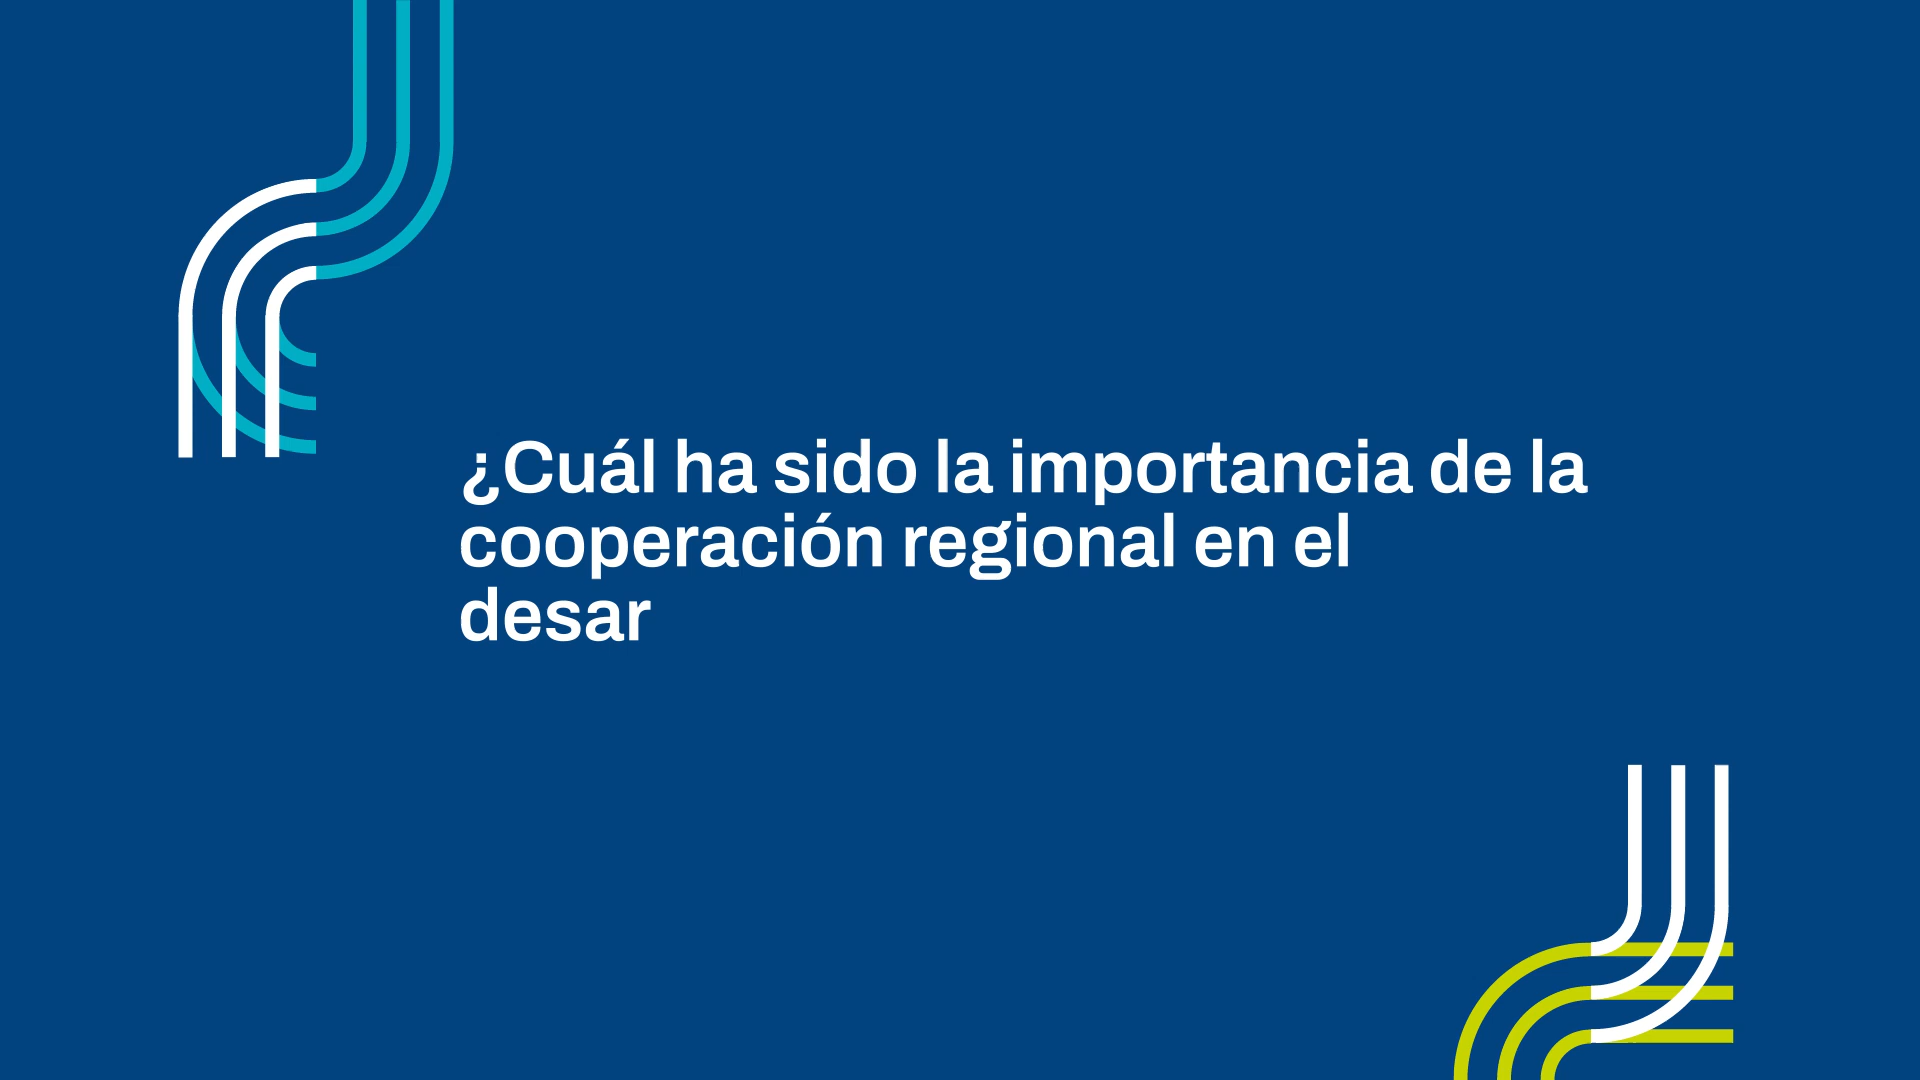 ¿Cuál ha sido la importancia de la
cooperación regional en el
desar